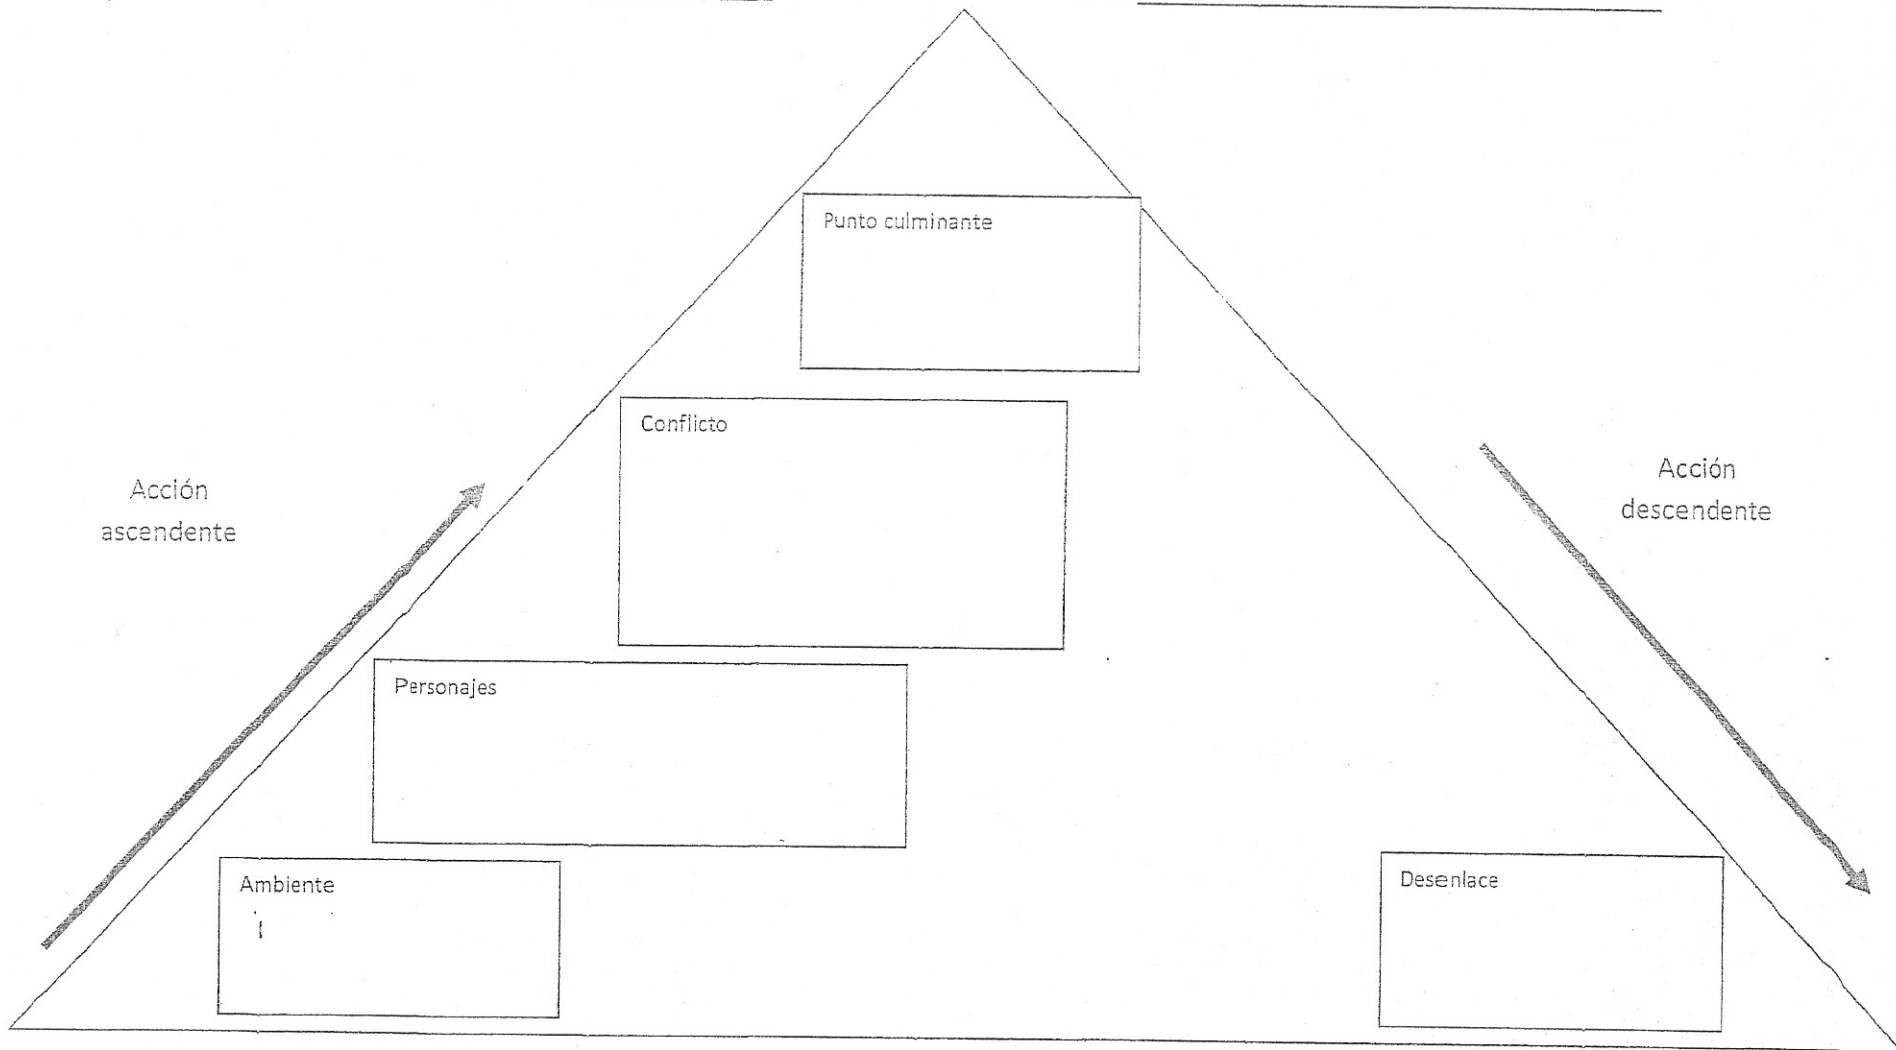 Punto culminante
Conflicto
Acción
ascendente
Acción
descendente
Personajes
Ambiente
Desenlace